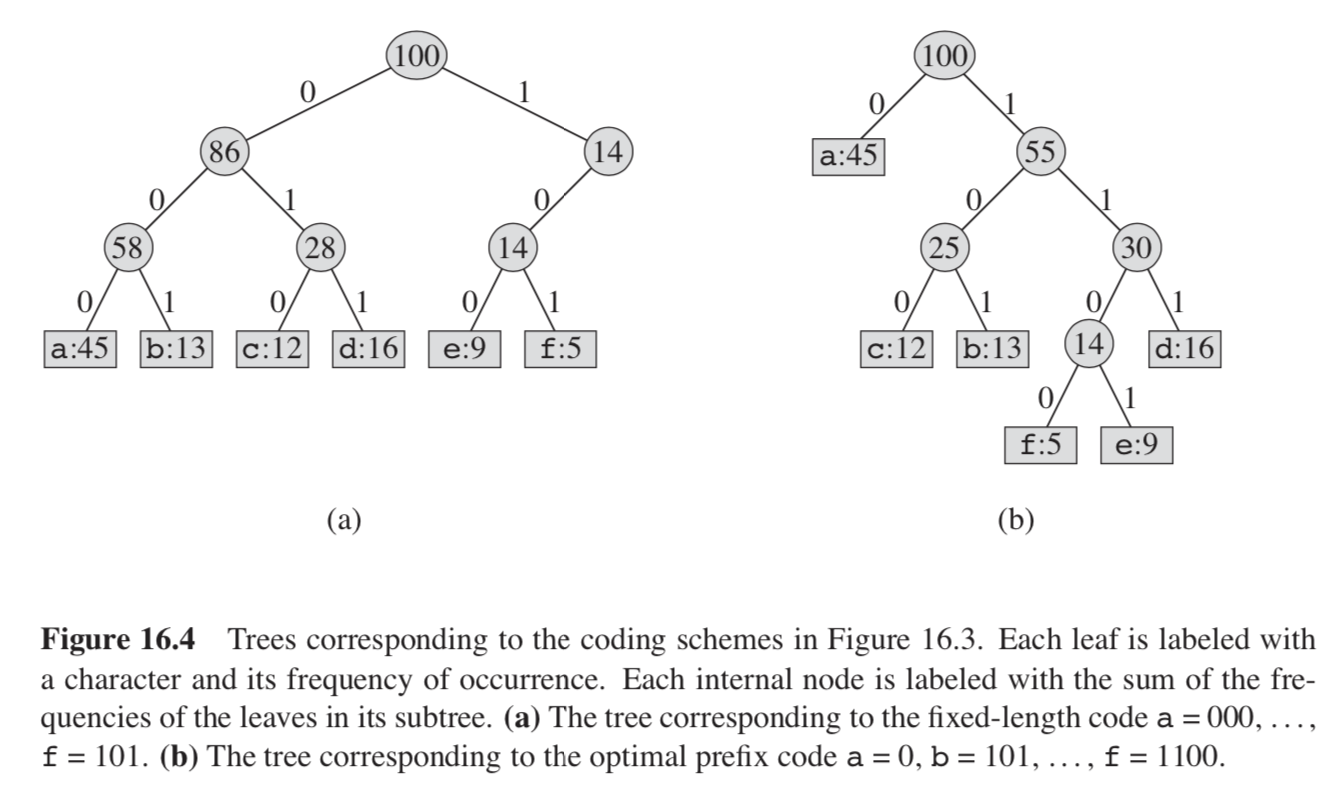 100 100
0 1 0 1
86 14 a:45 55
0 1 0 0 1
58 28 14 25 30
0 1 0 1 0 1 0 1 0 1
a:45 b:13 c:12 d:16 e:9 f:5 c:12 b:13 14 d:16
0 1
f:5 e:9
(a) (b)
Figure 16.4 Trees corresponding to the coding schemes in Figure 16.3. Each leaf is labeled with
a character and its frequency of occurrence. Each internal node is labeled with the sum of the fre-
quencies of the leaves in its subtree. (a) The tree corresponding to the fixed-length code a = 000, . . . ,
f = 101. (b) The tree corresponding to the optimal prefix code a = 0, b = 101, . . . , f = 1100.